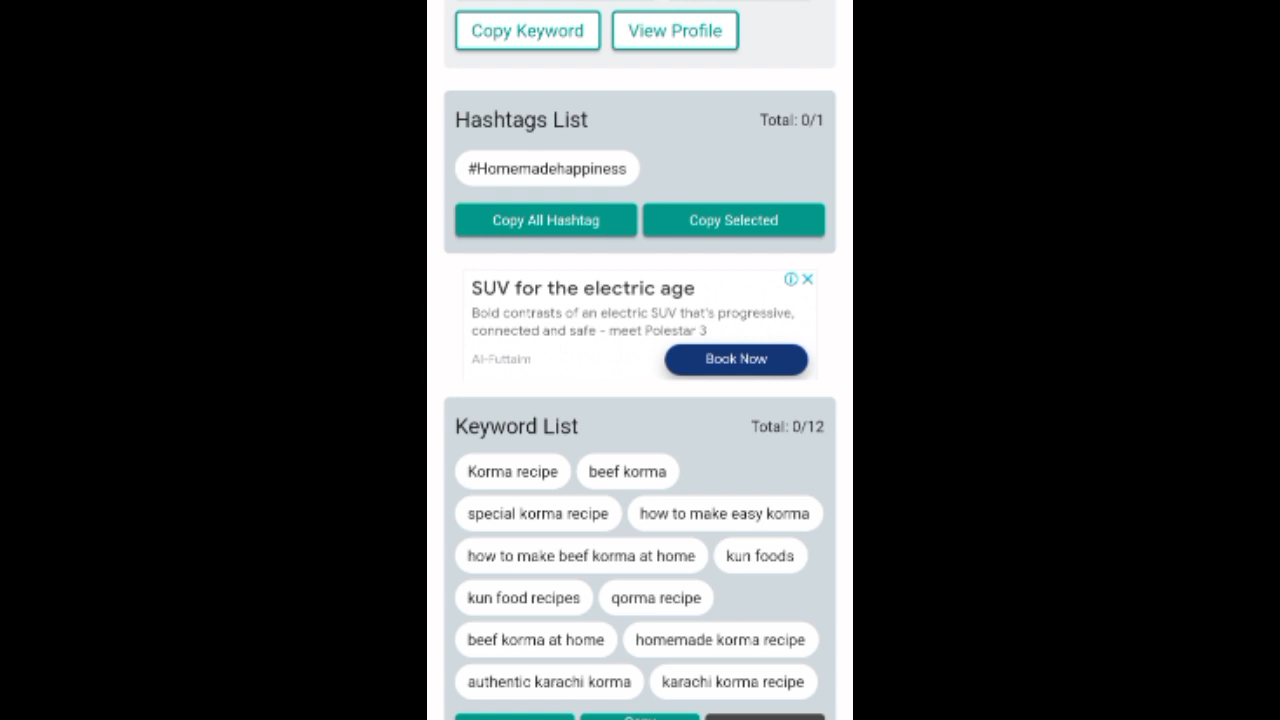 Copy Keyword View Profile
Hashtags List Total: 0/1
#Homemadehappiness
Copy All Hashtag Copy Selected
SUV for the electric age
Bold contrasts of an electric SUV that's progressive,
connected and safe - meet Polestar 3
Al-Futtaim Book Now
Keyword List Total: 0/12
Korma recipe beef korma
special korma recipe how to make easy korma
how to make beef korma at home kun foods
kun food recipes qorma recipe
beef korma at home homemade korma recipe
authentic karachi korma karachi korma recipe